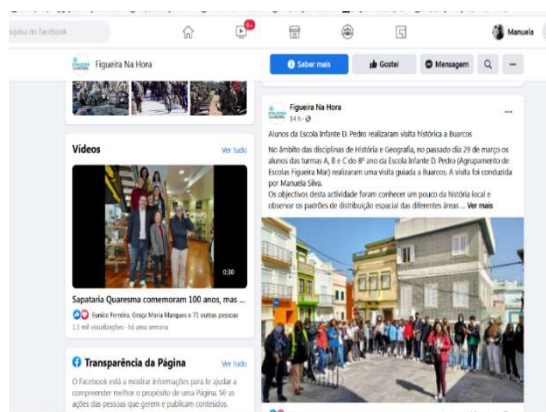 Pesquisa no Facebook
9+
Manuela
Figueira Na Hora
Saber mais
Gostei
Mensagem
Vídeos
Ver tudo
0:30
Sapataria Quaresma comemoram 100 anos, mas ...
Eunice Ferreira, Graça Maria Marques e 71 outras pessoas
1,5 mil visualizações · há uma semana
Transparência da Página
Ver tudo
O Facebook está a mostrar informações para te ajudar a
compreender melhor o propósito de uma Página. Vê as
ações das pessoas que gerem e publicam conteúdos.
Figueira Na Hora
14 h ·
Alunos da Escola Infante D. Pedro realizaram visita histórica a Buarcos
No âmbito das disciplinas de História e Geografia, no passado dia 29 de março os
alunos das turmas A, B e C do 8º ano da Escola Infante D. Pedro (Agrupamento de
Escolas Figueira Mar) realizaram uma visita guiada a Buarcos. A visita foi conduzida
por Manuela Silva.
Os objectivos desta actividade foram conhecer um pouco da história local e
observar os padrões de distribuição espacial das diferentes áreas ... Ver mais